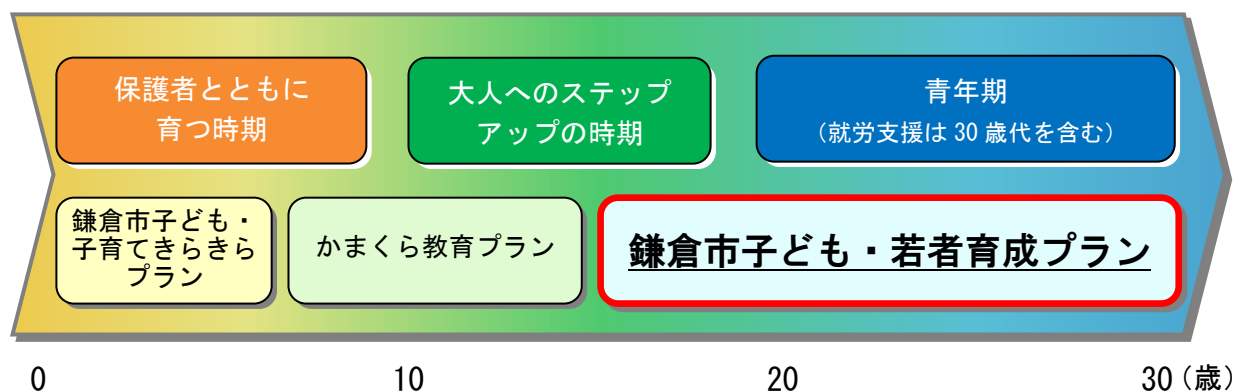 保護者とともに
育つ時期
大人へのステップ
アップの時期
青年期
（就労支援は 30 歳代を含む）
鎌倉市子ども・
子育てきらきら
プラン
かまくら教育プラン
鎌倉市子ども・若者育成プラン
0 10 20 30（歳）